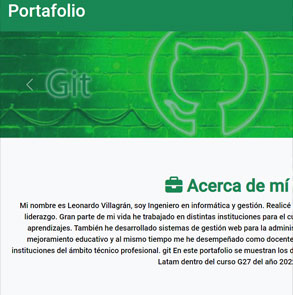 Portafolio
Git
Acerca de mí
Mi nombre es Leonardo Villagrán, soy Ingeniero en informática y gestión. Realicé
liderazgo. Gran parte de mi vida he trabajado en distintas instituciones para el
aprendizajes. También he desarrollado sistemas de gestión web para la
mejoramiento educativo y al mismo tiempo me he desempeñado como docente
instituciones del ámbito técnico profesional. git En este portafolio se muestran los
Latam dentro del curso G27 del año